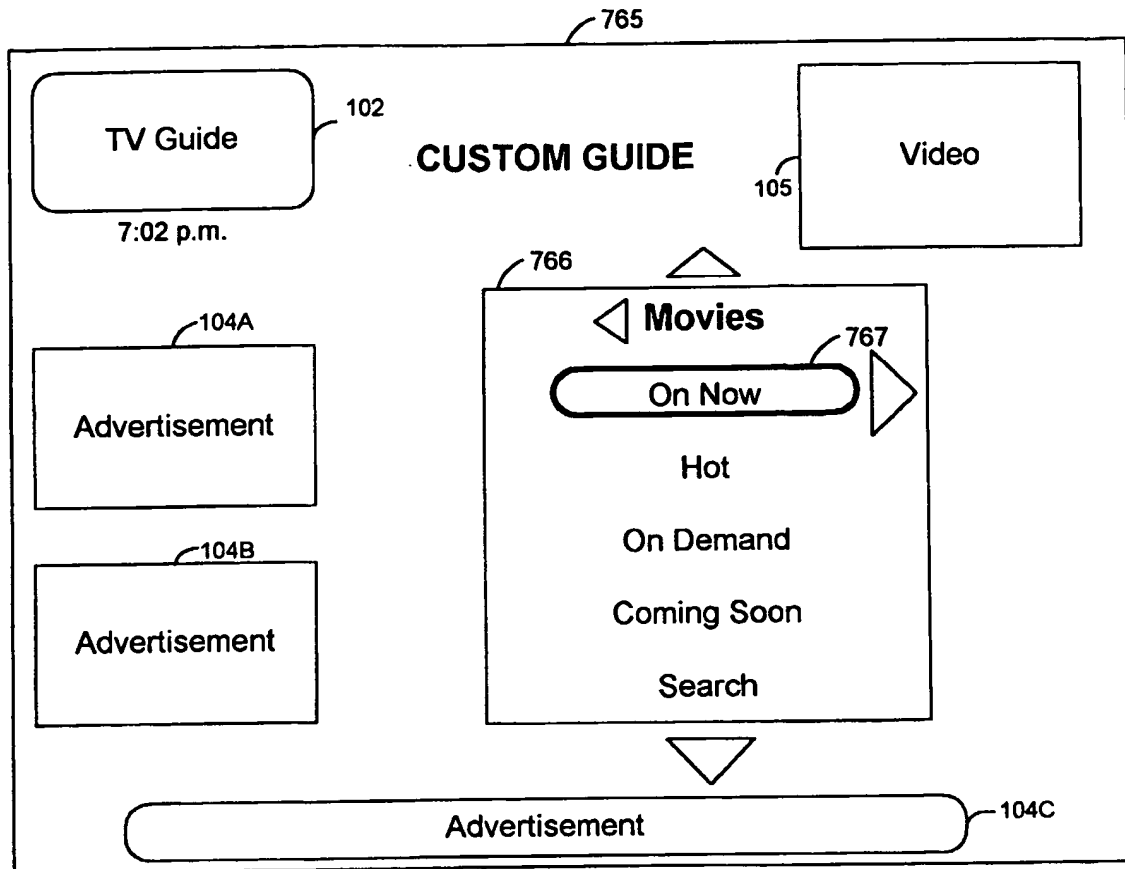 765
TV Guide
102
CUSTOM GUIDE
105
Video
7:02 p.m.
766
Movies
767
On Now
Hot
On Demand
Coming Soon
Search
104A
Advertisement
104B
Advertisement
Advertisement
104C